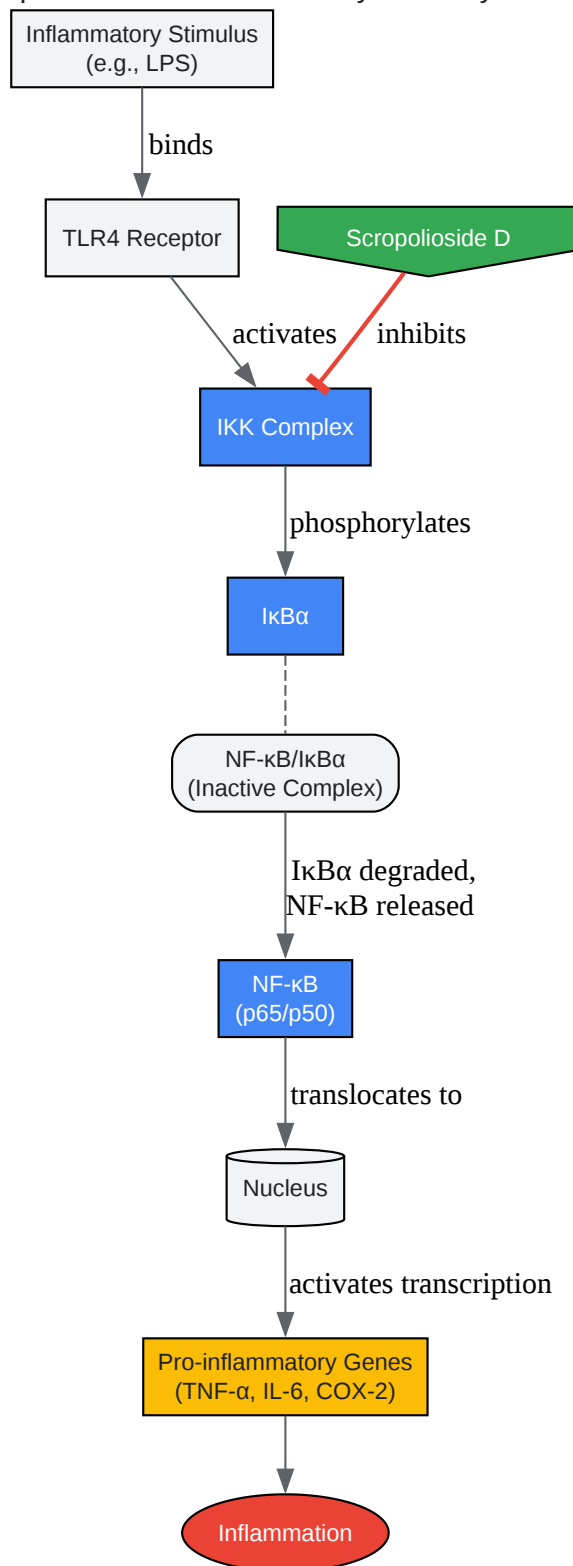 Inflammatory Stimulus
(e.g., LPS)
binds
TLR4 Receptor
Scropolioside D
activates
inhibits
IKK Complex
phosphorylates
IκBα
NF-κB/IκBα
(Inactive Complex)
IκBα degraded,
NF-κB released
NF-κB
(p65/p50)
translocates to
Nucleus
activates transcription
Pro-inflammatory Genes
(TNF-α, IL-6, COX-2)
Inflammation